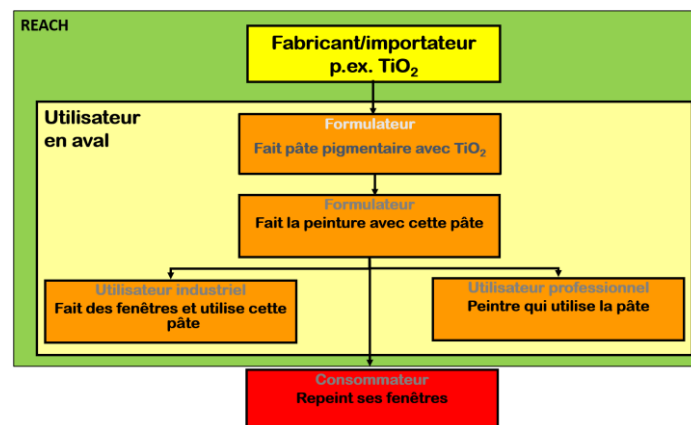 REACH
Fabricant/importateur
p.ex. TiO₂
Utilisateur
en aval
Formulateur
Fait pâte pigmentaire avec TiO₂
Formulateur
Fait la peinture avec cette pâte
Utilisateur industriel
Fait des fenêtres et utilise cette
pâte
Utilisateur professionnel
Peintre qui utilise la pâte
Consommateur
Repeint ses fenêtres